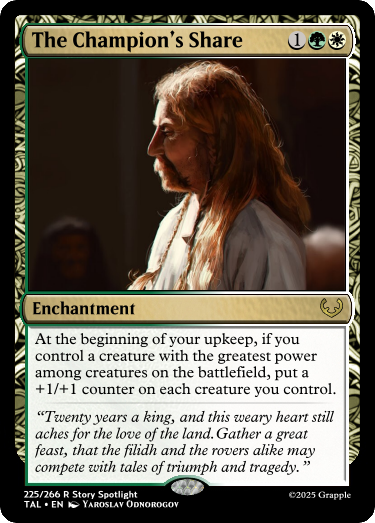 The Champion's Share 1
Enchantment
At the beginning of your upkeep, if you
control a creature with the greatest power
among creatures on the battlefield, put a
+1/+1 counter on each creature you control.
“Twenty years a king, and this weary heart still
aches for the love of the land. Gather a great
feast, that the filidh and the rovers alike may
compete with tales of triumph and tragedy.”
225/266 R Story Spotlight
TAL • EN Yaroslav Odnorogov
©2025 Grapple